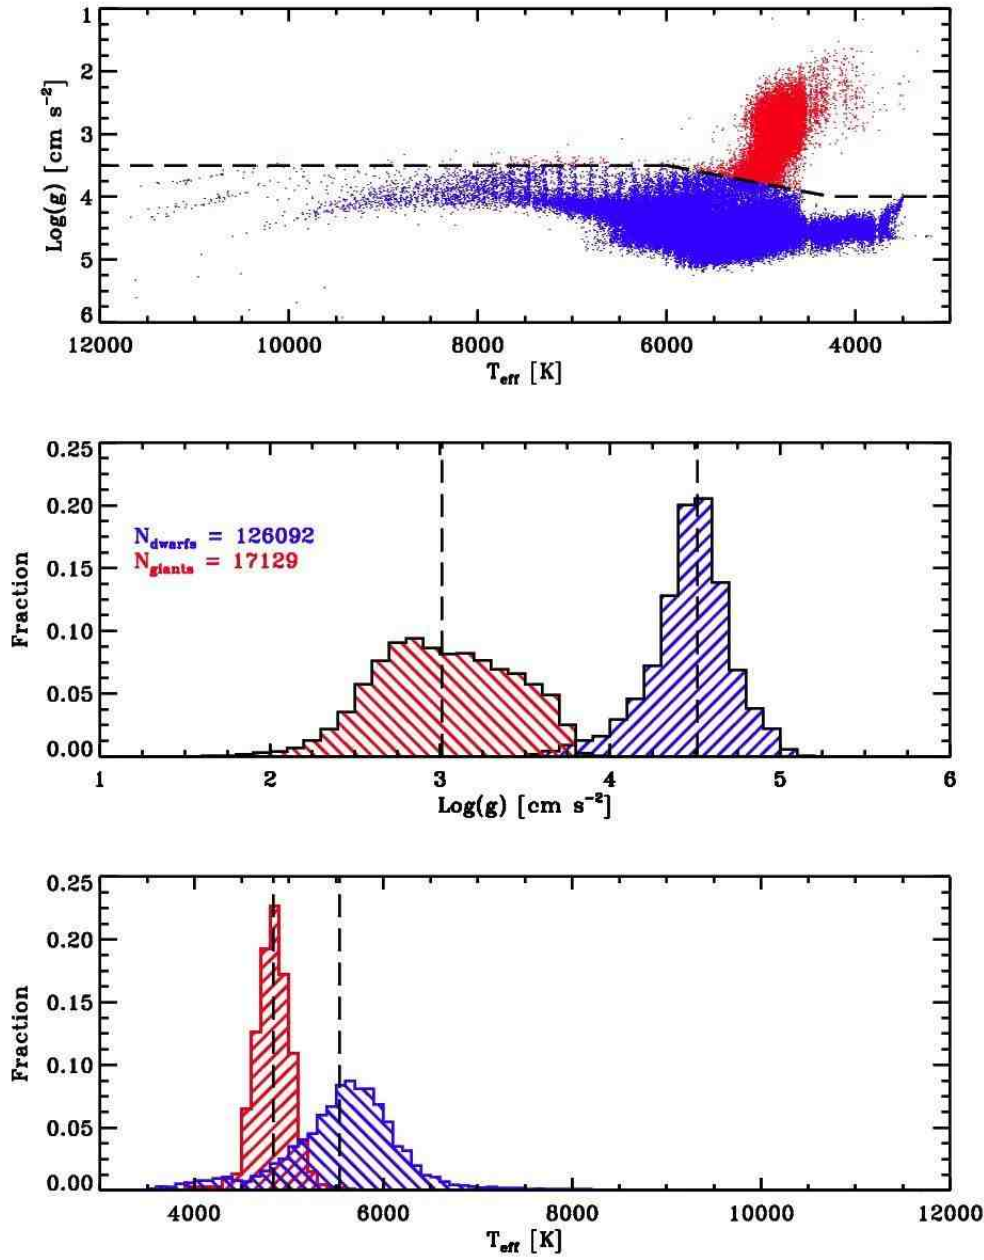 1
2
3
4
5
6
Log(g) [cm s⁻²]
12000 10000 8000 6000 4000
T_eff [K]
0.25
0.20
0.15
0.10
0.05
0.00
Fraction
N_dwarfs = 126092
N_giants = 17129
1 2 3 4 5 6
Log(g) [cm s⁻²]
0.25
0.20
0.15
0.10
0.05
0.00
Fraction
4000 6000 8000 10000 12000
T_eff [K]